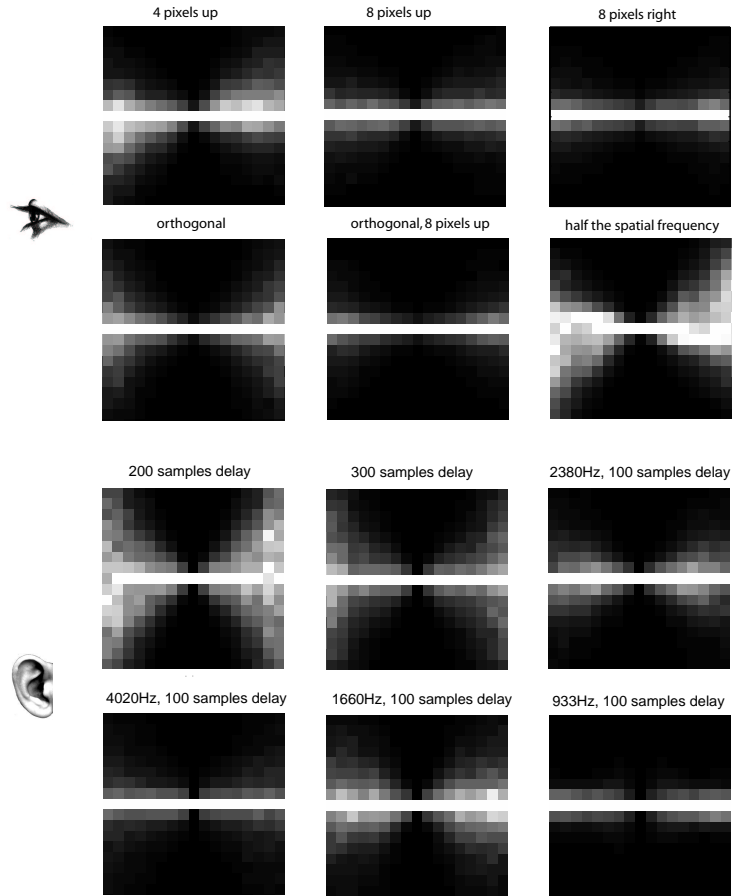 4 pixels up
8 pixels up
8 pixels right
orthogonal
orthogonal, 8 pixels up
half the spatial frequency
200 samples delay
300 samples delay
2380Hz, 100 samples delay
4020Hz, 100 samples delay
1660Hz, 100 samples delay
933Hz, 100 samples delay